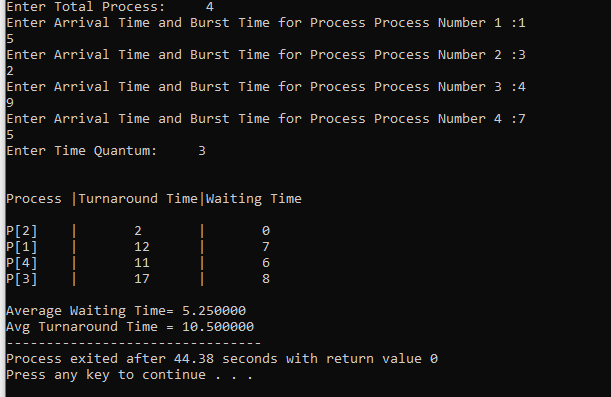 Enter Total Process:     4
Enter Arrival Time and Burst Time for Process Process Number 1 :1
5
Enter Arrival Time and Burst Time for Process Process Number 2 :3
2
Enter Arrival Time and Burst Time for Process Process Number 3 :4
9
Enter Arrival Time and Burst Time for Process Process Number 4 :7
5
Enter Time Quantum:     3
Process |Turnaround Time|Waiting Time
P[2]    |       2       |       0
P[1]    |       12      |       7
P[4]    |       11      |       6
P[3]    |       17      |       8
Average Waiting Time= 5.250000
Avg Turnaround Time = 10.500000
--------------------------------
Process exited after 44.38 seconds with return value 0
Press any key to continue . . .